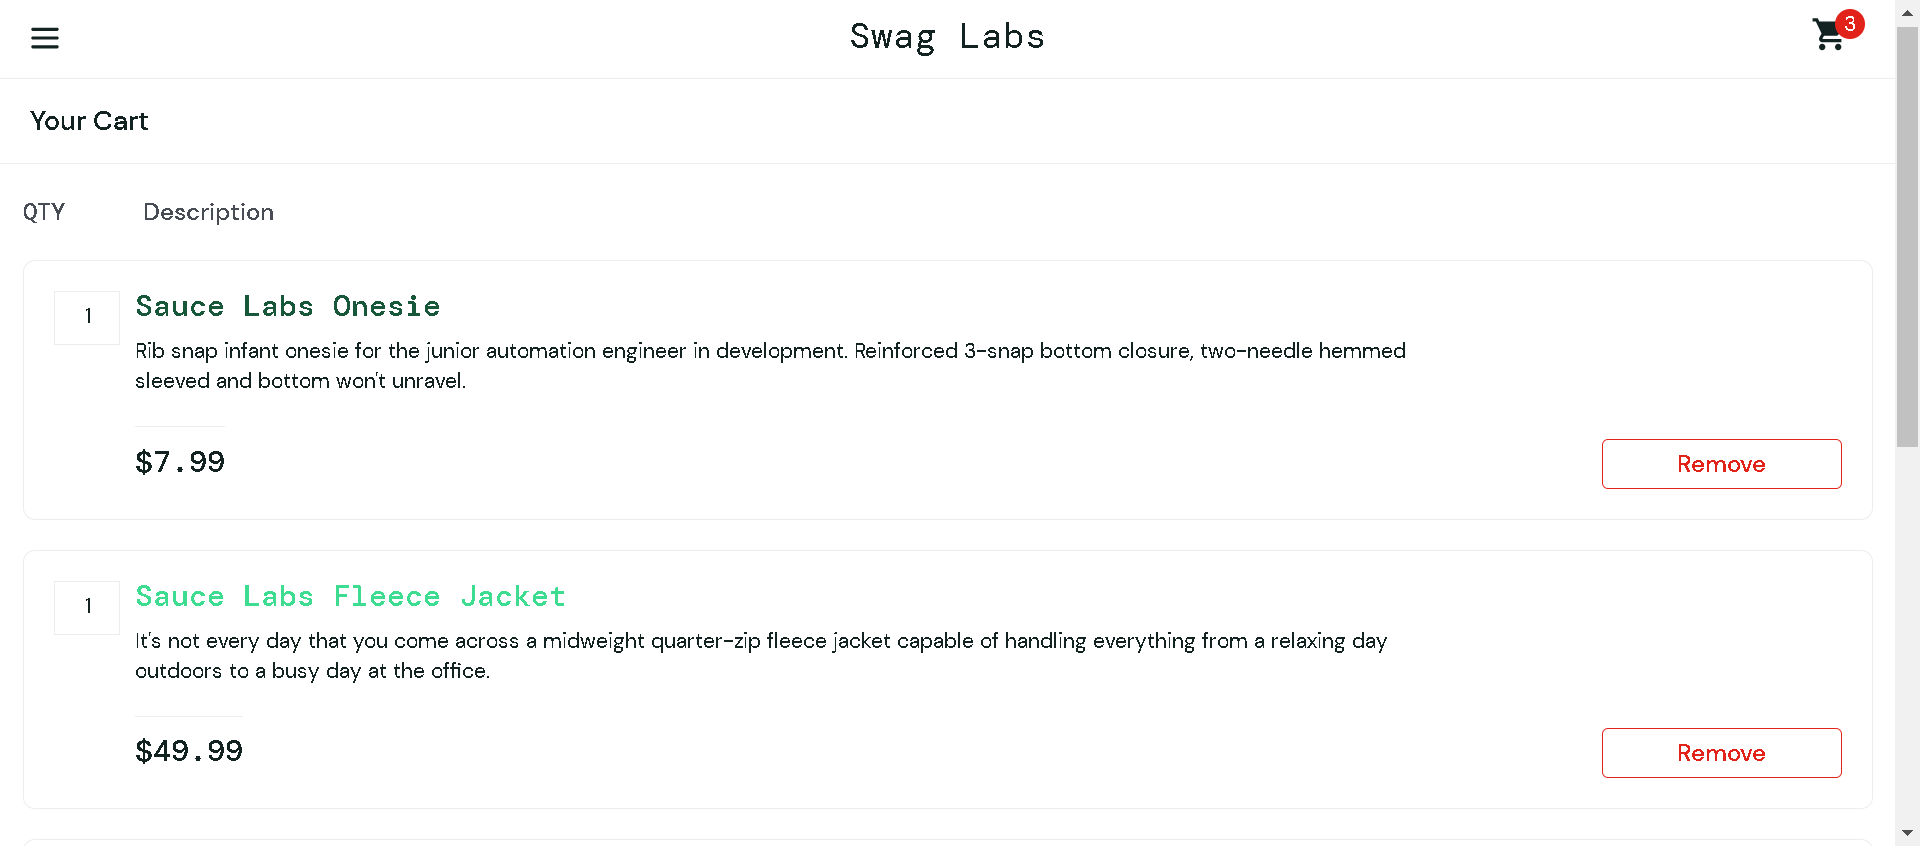 Swag Labs
3
Your Cart
QTY
Description
1
Sauce Labs Onesie
Rib snap infant onesie for the junior automation engineer in development. Reinforced 3-snap bottom closure, two-needle hemmed
sleeved and bottom won't unravel.
$7.99
Remove
1
Sauce Labs Fleece Jacket
It's not every day that you come across a midweight quarter-zip fleece jacket capable of handling everything from a relaxing day
outdoors to a busy day at the office.
$49.99
Remove